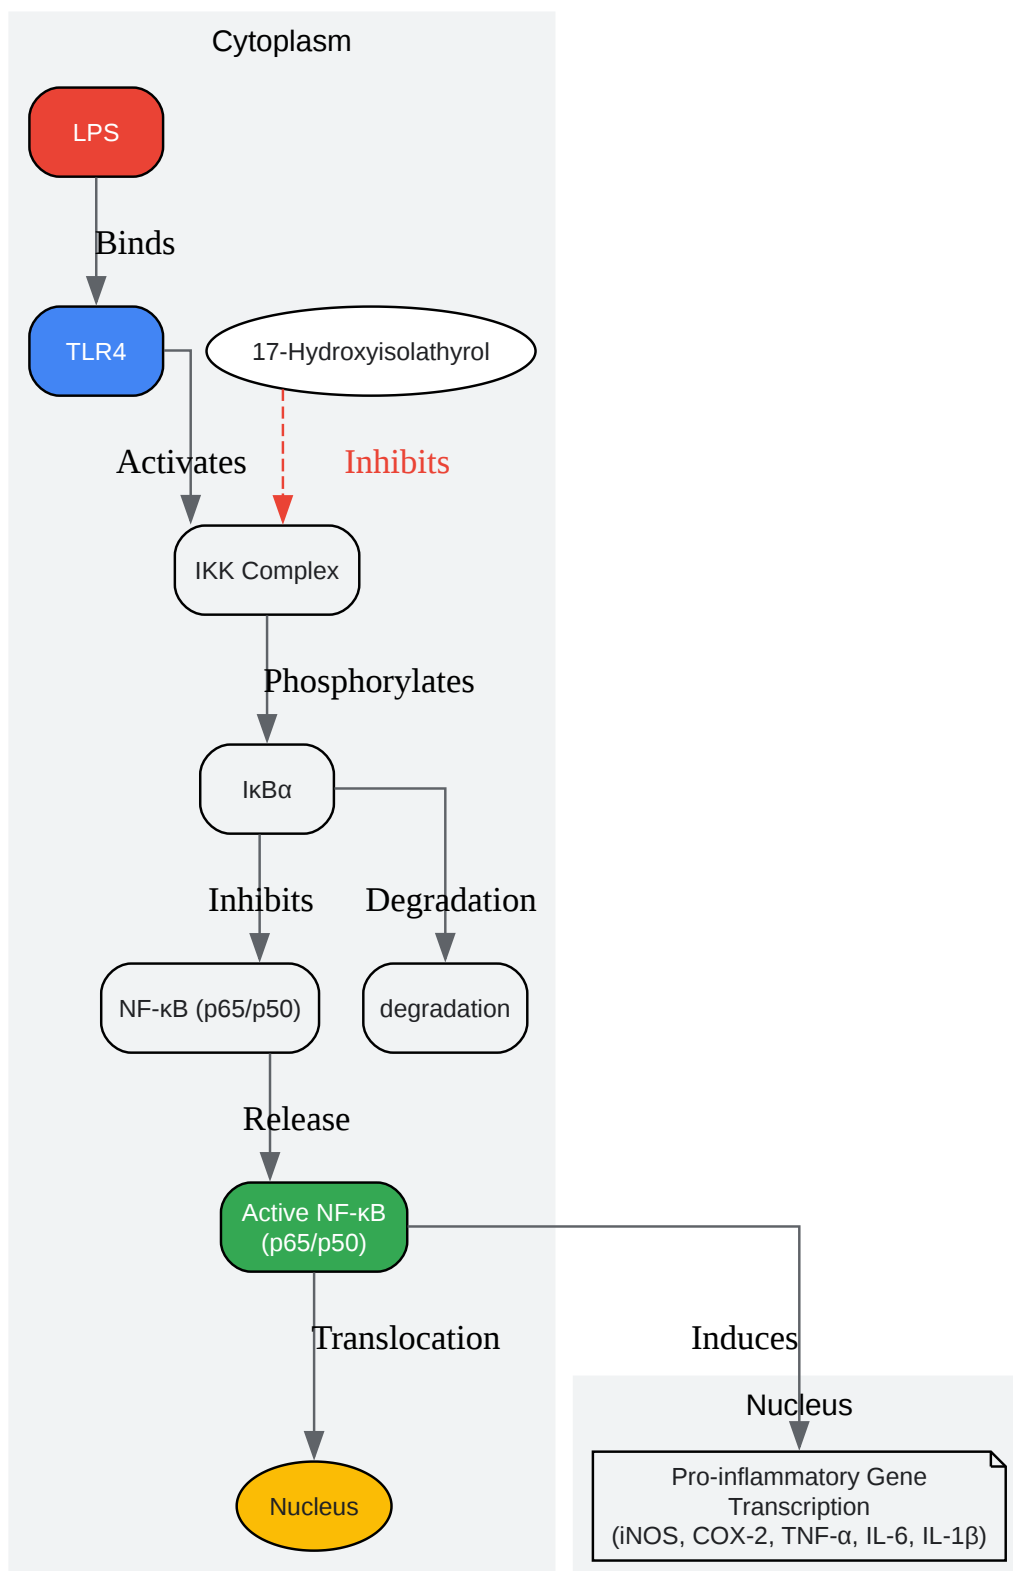 Cytoplasm
LPS
Binds
TLR4
17-Hydroxyisolathyrol
Activates
Inhibits
IKK Complex
Phosphorylates
IκBα
Inhibits
Degradation
NF-κB (p65/p50)
degradation
Release
Active NF-κB
(p65/p50)
Translocation
Induces
Nucleus
Pro-inflammatory Gene
Transcription
(iNOS, COX-2, TNF-α, IL-6, IL-1β)
Nucleus